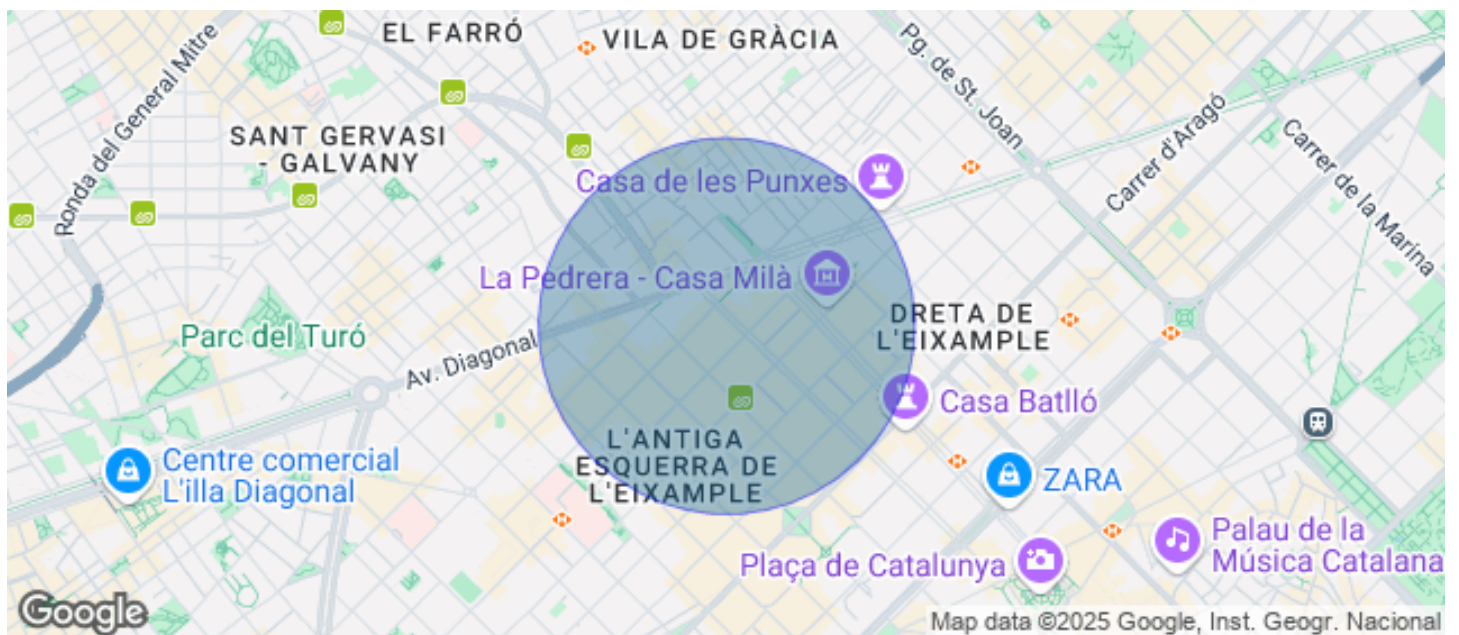 EL FARRÓ
VILA DE GRÀCIA
Pg. de St. Joan
Ronda del General Mitre
SANT GERVASI
- GALVANY
Casa de les Punxes
Carrer d'Aragó
Carrer de la Marina
La Pedrera - Casa Milà
DRETA DE
L'EIXAMPLE
Parc del Turó
Av. Diagonal
Casa Batlló
L'ANTIGA
ESQUERRA DE
L'EIXAMPLE
Centre comercial
L'illa Diagonal
ZARA
Plaça de Catalunya
Palau de la
Música Catalana
Google
Map data ©2025 Google, Inst. Geogr. Nacional